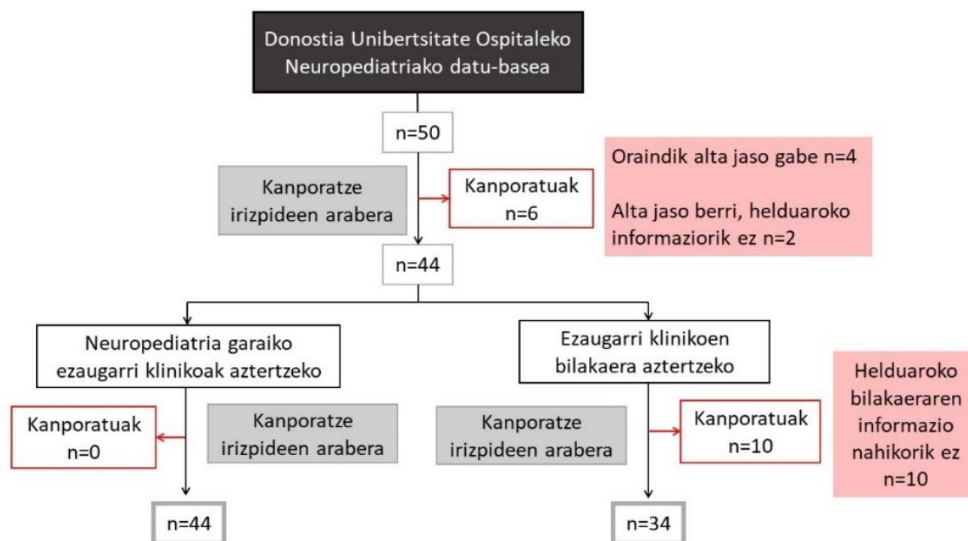 Donostia Unibertsitate Ospitaleko
Neuropediatriako datu-basea
n=50
Kanporatze
irizpideen arabera
Kanporatuak
n=6
Oraindik alta jaso gabe n=4
Alta jaso berri, helduaroko
informaziorik ez n=2
n=44
Neuropediatria garaiko
ezaugarri klinikoak aztertzeko
Ezaugarri klinikoen
bilakaera aztertzeko
Kanporatuak
n=0
Kanporatze
irizpideen arabera
Kanporatze
irizpideen arabera
Kanporatuak
n=10
Helduaroko
bilakaeraren
informazio
nahikorik ez
n=10
n=44
n=34